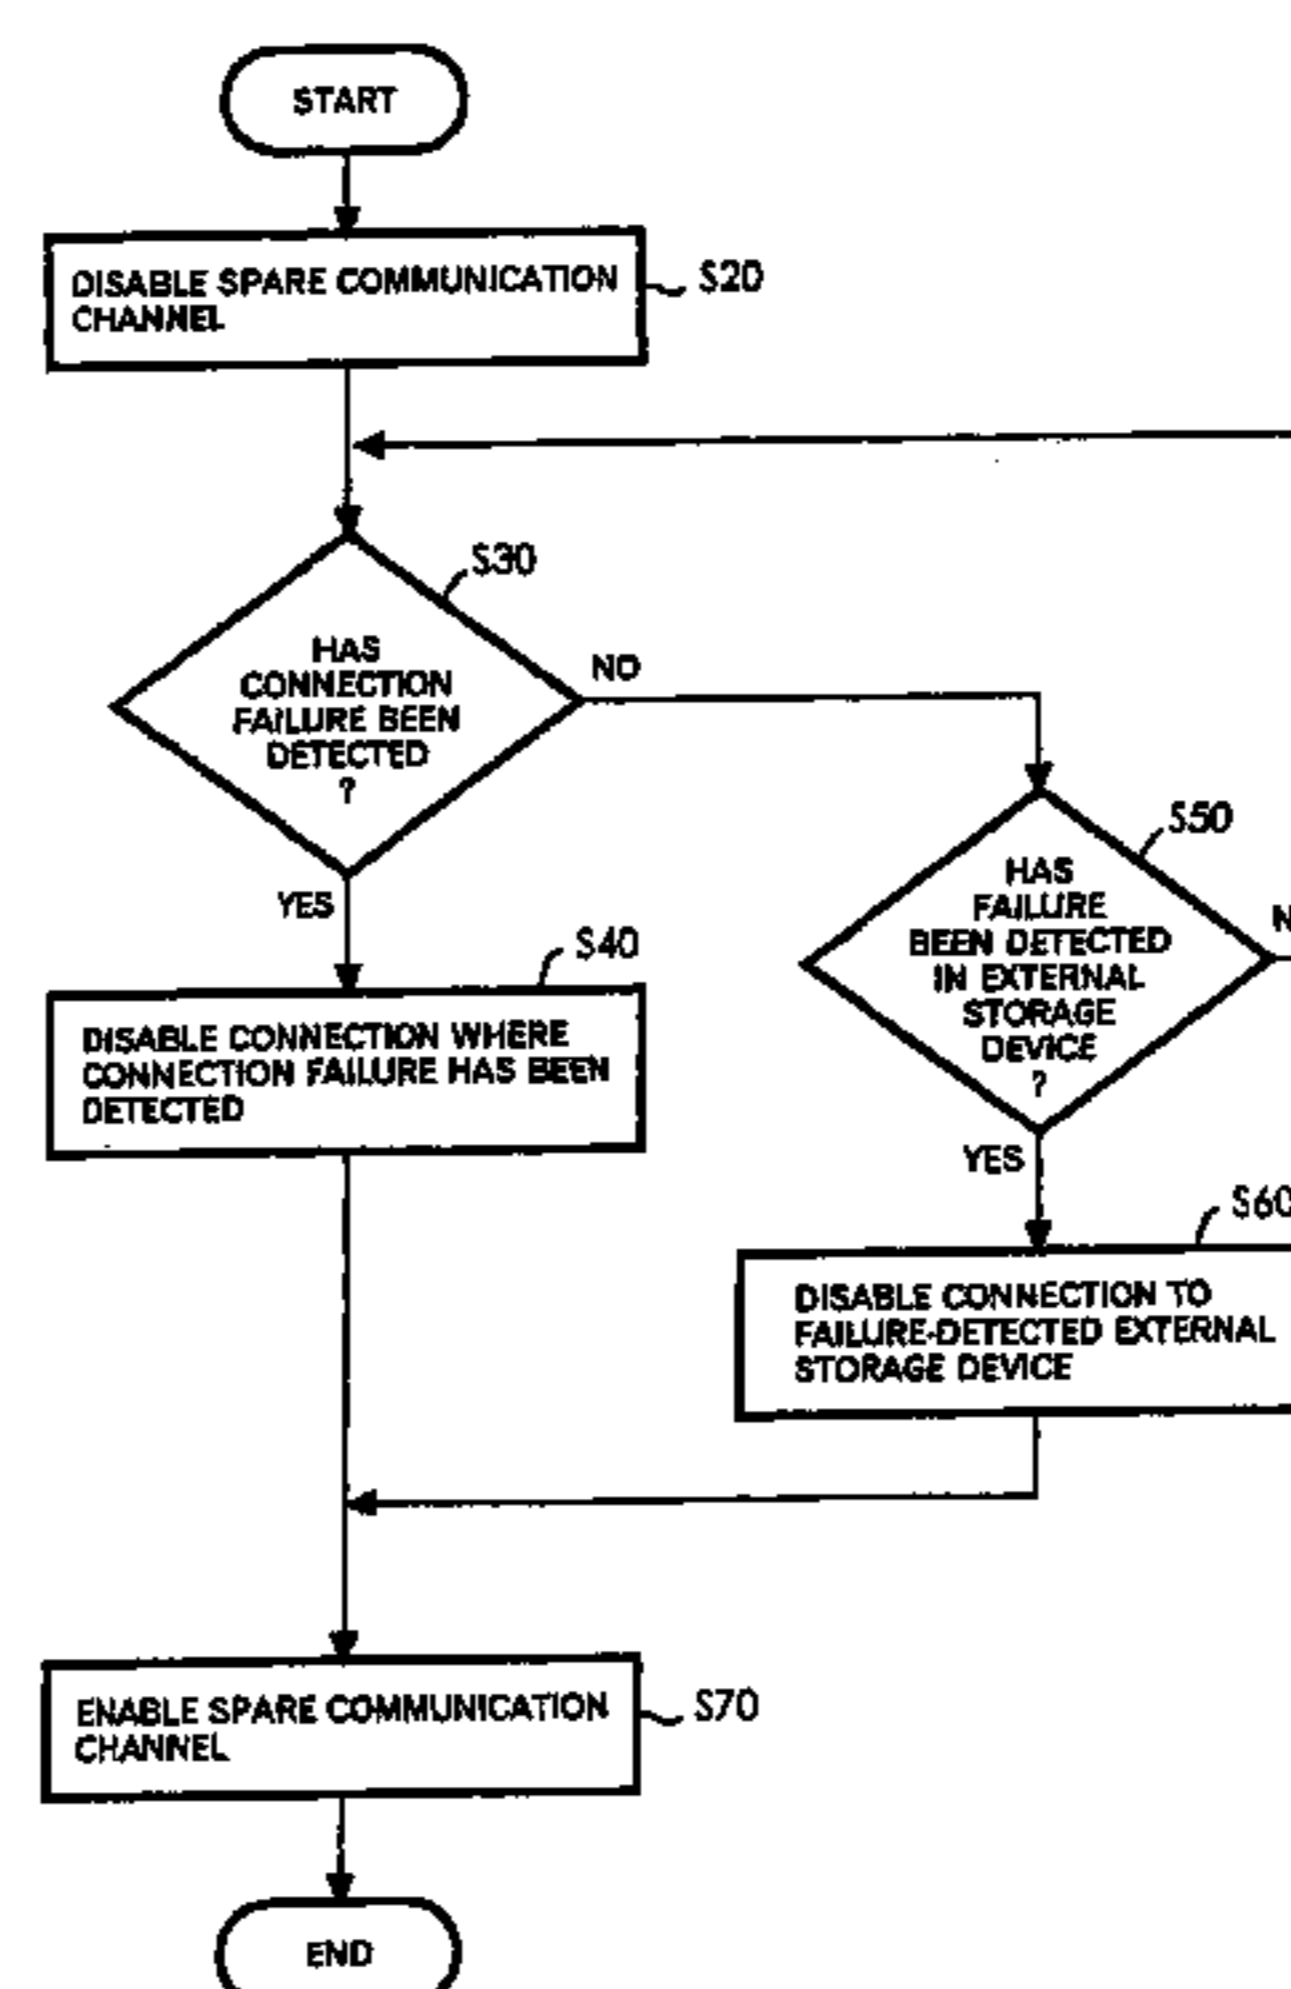 START
DISABLE SPARE COMMUNICATION
CHANNEL
S20
S30
HAS
CONNECTION
FAILURE BEEN
DETECTED
?
NO
YES
S40
DISABLE CONNECTION WHERE
CONNECTION FAILURE HAS BEEN
DETECTED
S50
HAS
FAILURE
BEEN DETECTED
IN EXTERNAL
STORAGE
DEVICE
?
N
YES
S60
DISABLE CONNECTION TO
FAILURE-DETECTED EXTERNAL
STORAGE DEVICE
ENABLE SPARE COMMUNICATION
CHANNEL
S70
END